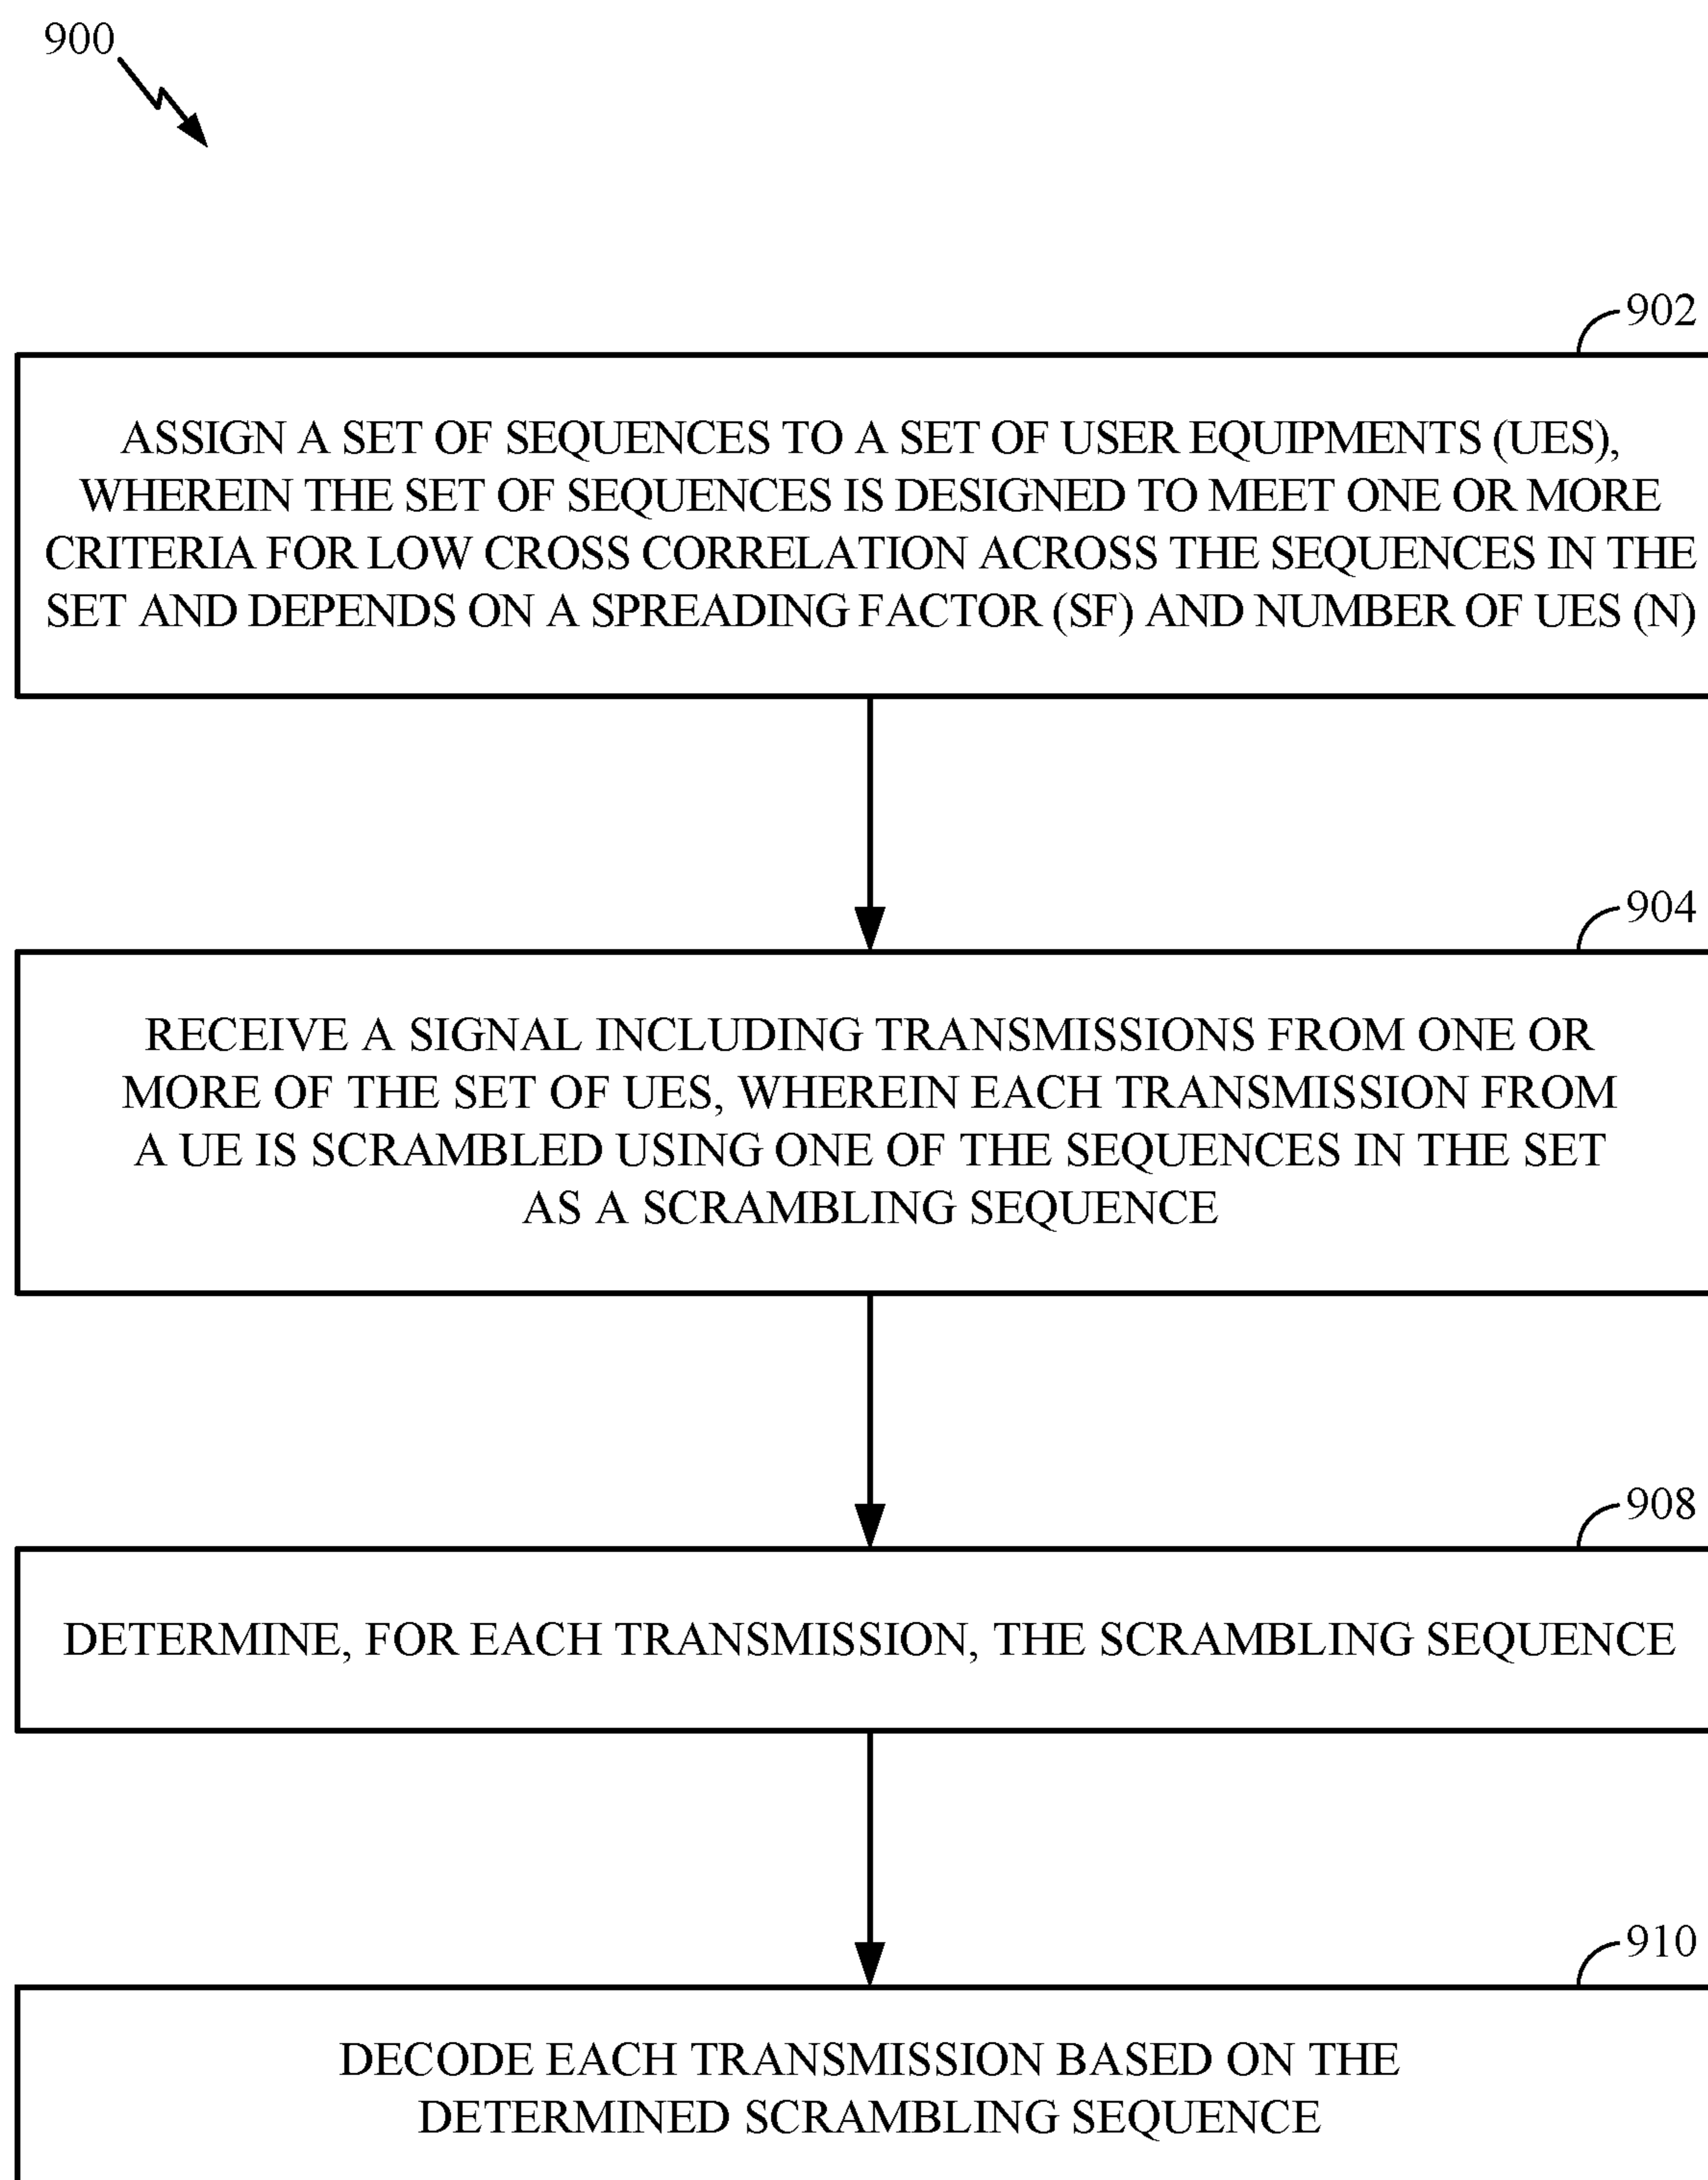 900
902
ASSIGN A SET OF SEQUENCES TO A SET OF USER EQUIPMENTS (UES),
WHEREIN THE SET OF SEQUENCES IS DESIGNED TO MEET ONE OR MORE
CRITERIA FOR LOW CROSS CORRELATION ACROSS THE SEQUENCES IN THE
SET AND DEPENDS ON A SPREADING FACTOR (SF) AND NUMBER OF UES (N)
904
RECEIVE A SIGNAL INCLUDING TRANSMISSIONS FROM ONE OR
MORE OF THE SET OF UES, WHEREIN EACH TRANSMISSION FROM
A UE IS SCRAMBLED USING ONE OF THE SEQUENCES IN THE SET
AS A SCRAMBLING SEQUENCE
908
DETERMINE, FOR EACH TRANSMISSION, THE SCRAMBLING SEQUENCE
910
DECODE EACH TRANSMISSION BASED ON THE
DETERMINED SCRAMBLING SEQUENCE